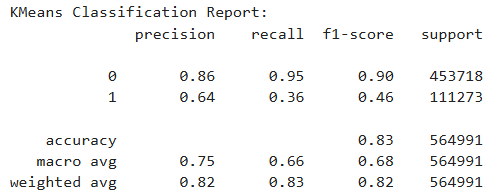 KMeans Classification Report:
precision recall f1-score support
0 0.86 0.95 0.90 453718
1 0.64 0.36 0.46 111273
accuracy 0.83 564991
macro avg 0.75 0.66 0.68 564991
weighted avg 0.82 0.83 0.82 564991